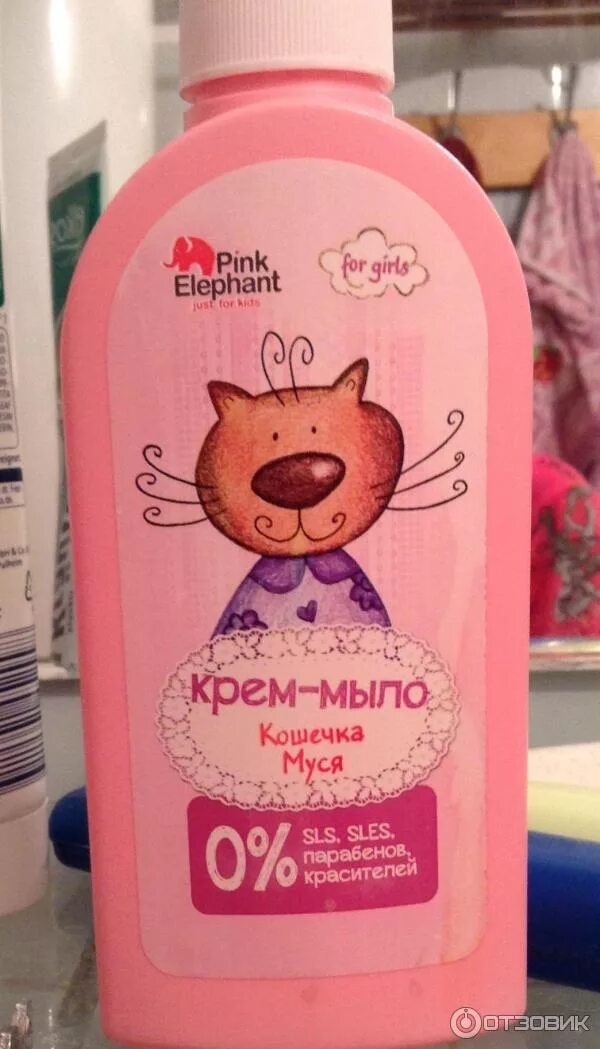 Pink
Elephant
just for kids
for girls
крем-мыло
Кошечка
Муся
0% SLS, SLES,
парабенов,
красителей
ОТЗОВИК